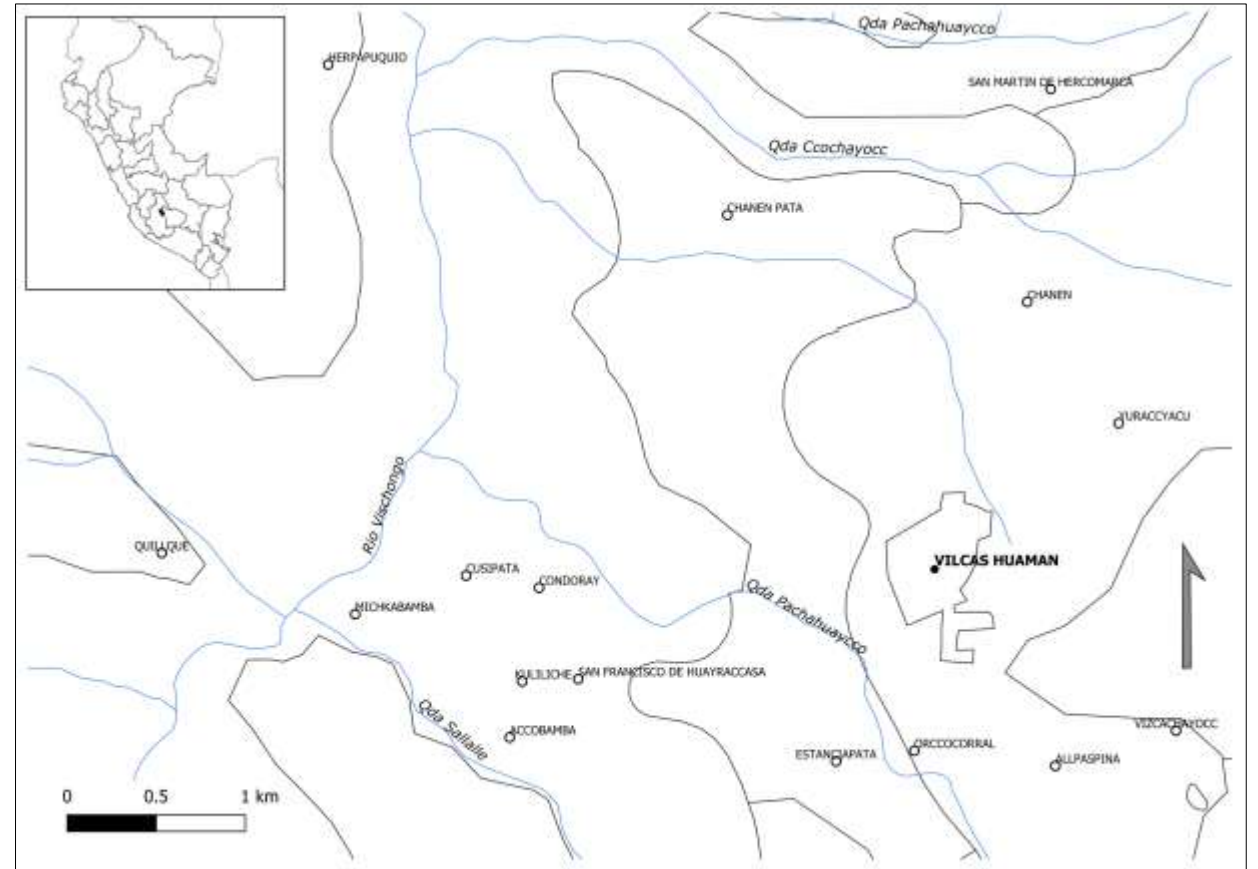 Qda Pachahuaycco
HERPAPUQUIO
SAN MARTIN DE HERCOMARCA
Qda Ccochayocc
CHANEN PATA
CHANEN
YURACCYACU
Rio Vischongo
QUILLQUE
VILCAS HUAMAN
CUSIPATA
CONDORAY
Qda Pachahuaycco
MICHKABAMBA
KULILICHE
SAN FRANCISCO DE HUAYRACCASA
Qda Sallalle
ACCOBAMBA
VIZCACHAYOCC
ESTANCIAPATA
ORCCOCORRAL
ALLPASPINA
0 0.5 1 km